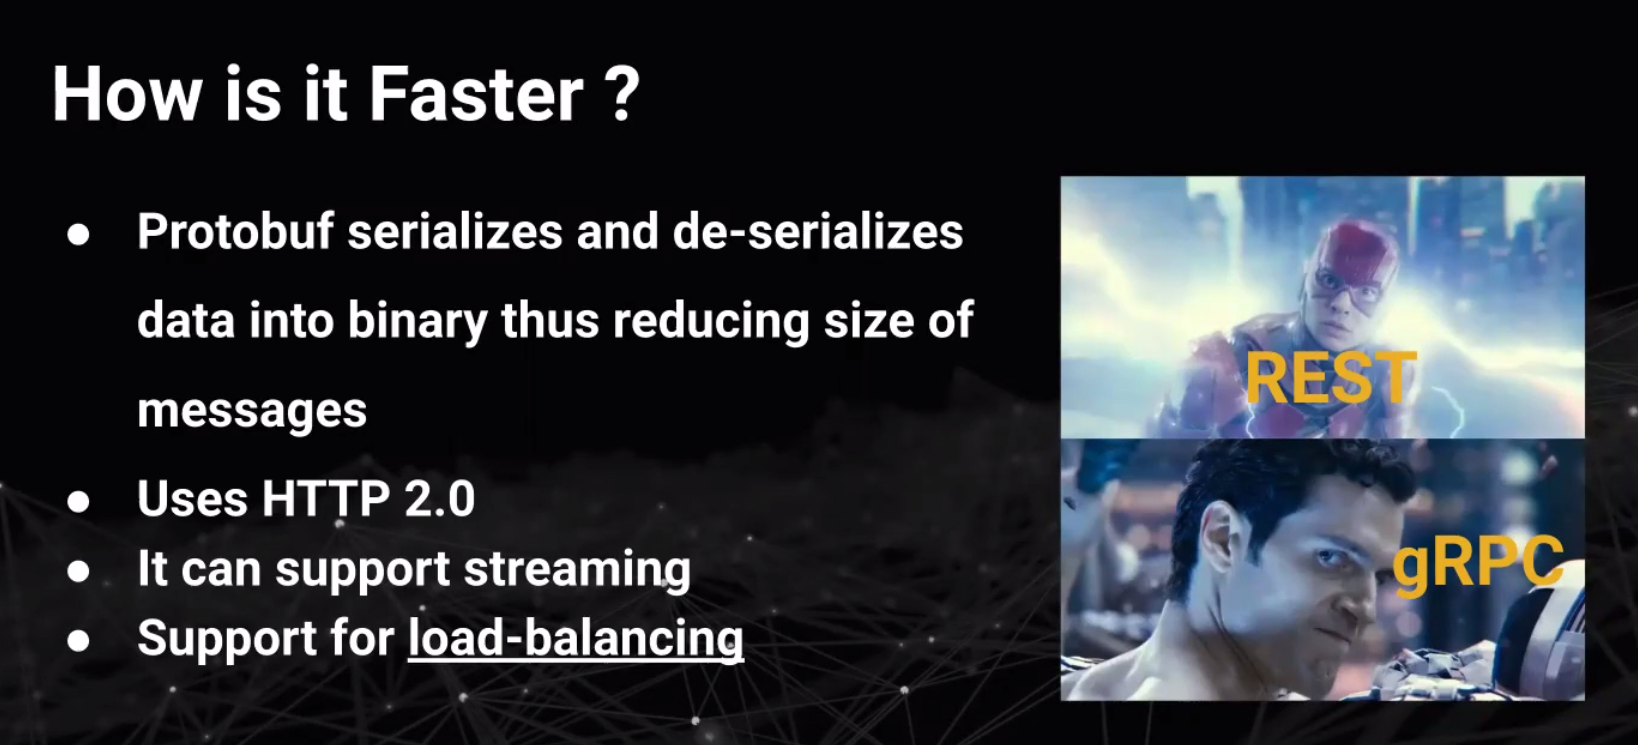 How is it Faster ?
● Protobuf serializes and de-serializes
data into binary thus reducing size of
messages
● Uses HTTP 2.0
● It can support streaming
● Support for load-balancing
REST
gRPC